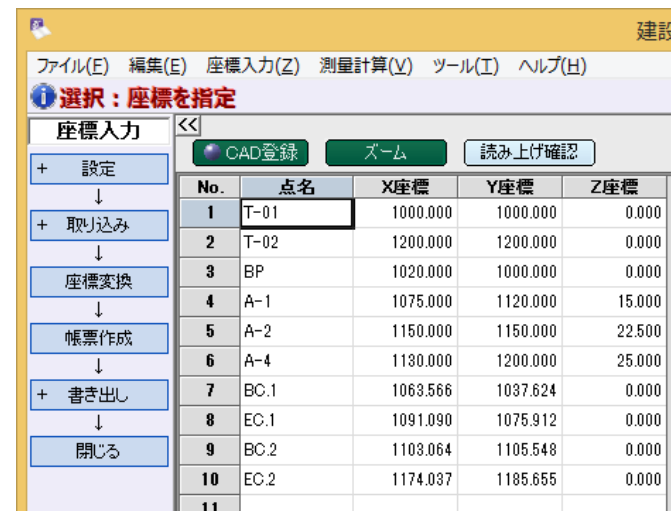 建設
ファイル(F) 編集(E) 座標入力(Z) 測量計算(V) ツール(T) ヘルプ(H)
選択：座標を指定
座標入力
<<
CAD登録 ズーム 読み上げ確認
+ 設定
↓
+ 取り込み
↓
座標変換
↓
帳票作成
↓
+ 書き出し
↓
閉じる
No. 点名 X座標 Y座標 Z座標
1 T-01 1000.000 1000.000 0.000
2 T-02 1200.000 1200.000 0.000
3 BP 1020.000 1000.000 0.000
4 A-1 1075.000 1120.000 15.000
5 A-2 1150.000 1150.000 22.500
6 A-4 1130.000 1200.000 25.000
7 BC.1 1063.566 1037.624 0.000
8 EC.1 1091.090 1075.912 0.000
9 BC.2 1103.064 1105.548 0.000
10 EC.2 1174.037 1185.655 0.000
11